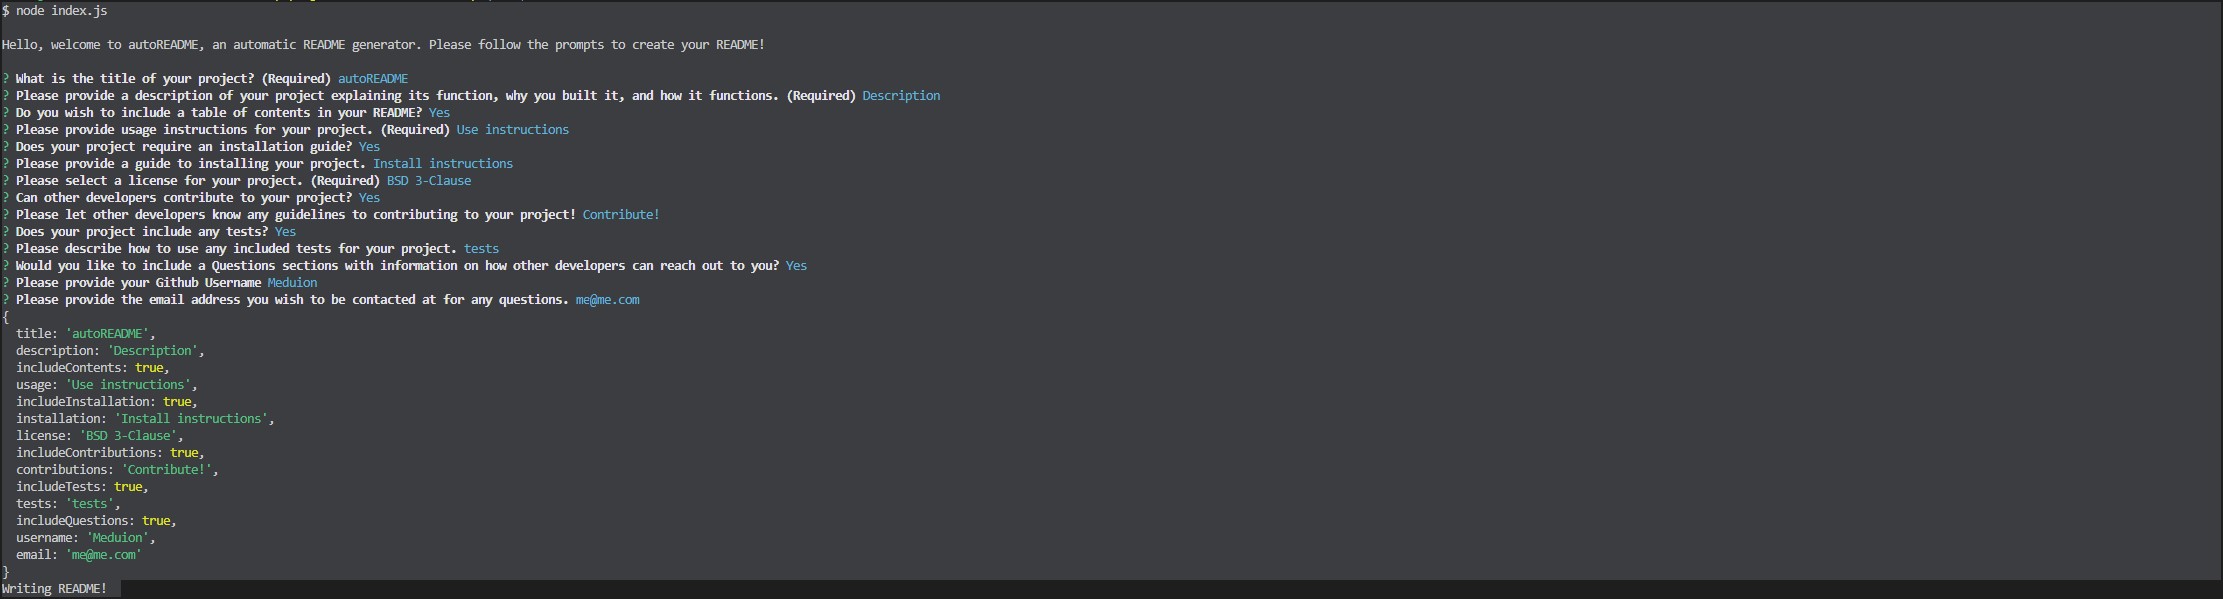 $ node index.js
Hello, welcome to autoREADME, an automatic README generator. Please follow the prompts to create your README!
? What is the title of your project? (Required) autoREADME
? Please provide a description of your project explaining its function, why you built it, and how it functions. (Required) Description
? Do you wish to include a table of contents in your README? Yes
? Please provide usage instructions for your project. (Required) Use instructions
? Does your project require an installation guide? Yes
? Please provide a guide to installing your project. Install instructions
? Please select a license for your project. (Required) BSD 3-Clause
? Can other developers contribute to your project? Yes
? Please let other developers know any guidelines to contributing to your project! Contribute!
? Does your project include any tests? Yes
? Please describe how to use any included tests for your project. tests
? Would you like to include a Questions sections with information on how other developers can reach out to you? Yes
? Please provide your Github Username Meduion
? Please provide the email address you wish to be contacted at for any questions. me@me.com
{
  title: 'autoREADME',
  description: 'Description',
  includeContents: true,
  usage: 'Use instructions',
  includeInstallation: true,
  installation: 'Install instructions',
  license: 'BSD 3-Clause',
  includeContributions: true,
  contributions: 'Contribute!',
  includeTests: true,
  tests: 'tests',
  includeQuestions: true,
  username: 'Meduion',
  email: 'me@me.com'
}
Writing README!